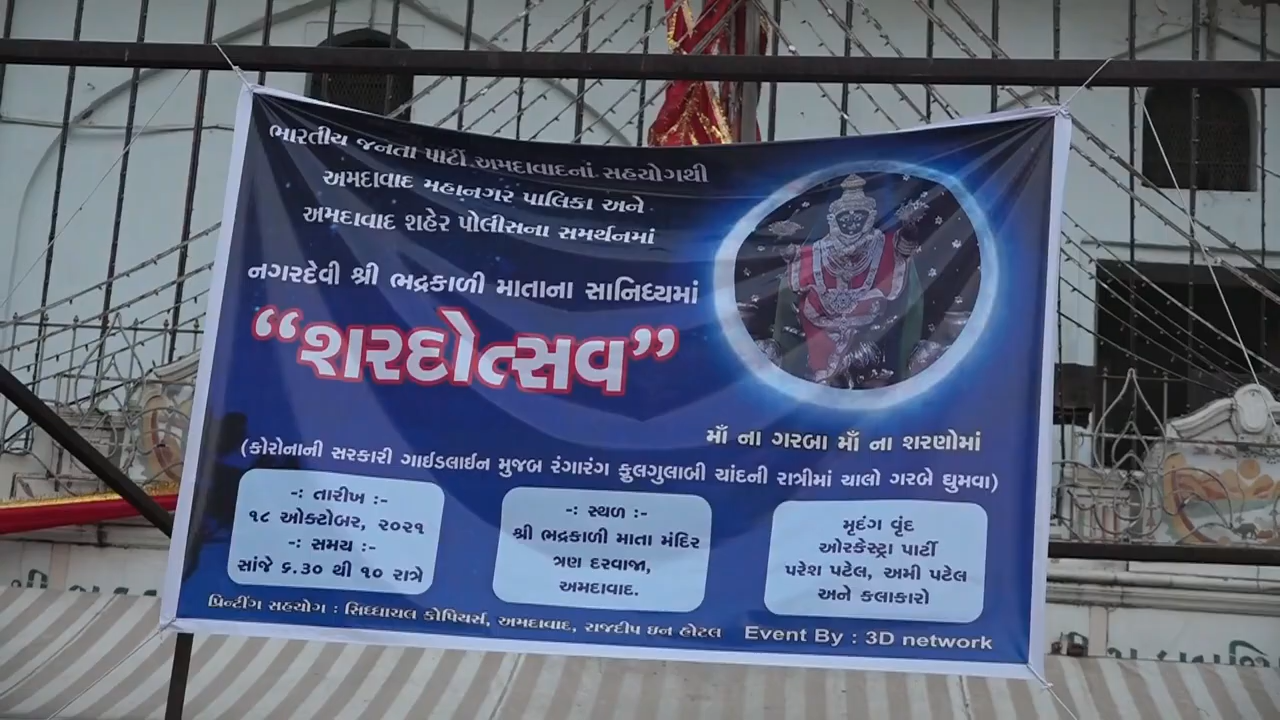 ભારતીય જનતા પાર્ટી અમદાવાદનાં સહયોગથી
અમદાવાદ મહાનગર પાલિકા અને
અમદાવાદ શહેર પોલિસના સમર્થનમાં
નગરદેવી શ્રી ભદ્રકાળી માતાના સાનિધ્યમાં
“શરદોત્સવ”
માઁ ના ગરબા માઁ ના શરણોમાં
(કોરોનાની સરકારી ગાઈડલાઈન મુજબ રંગારંગ ફુલગુલાબી ચાંદની રાત્રીમાં ચાલો ગરબે ઘુમવા)
-: તારીખ :-
૧૮ ઓક્ટોબર, ૨૦૨૧
-: સમય :-
સાંજે ૬.૩૦ થી ૧૦ રાત્રે
-: સ્થળ :-
શ્રી ભદ્રકાળી માતા મંદિર
ત્રણ દરવાજા,
અમદાવાદ.
મૃદંગ વૃંદ
ઓરકેસ્ટ્રા પાર્ટી
પરેશ પટેલ, અમી પટેલ
અને કલાકારો
પ્રિન્ટીંગ સહયોગ : સિધ્ધાચલ કોપિયર્સ, અમદાવાદ, રાજદીપ ઇન હોટલ
Event By : 3D network